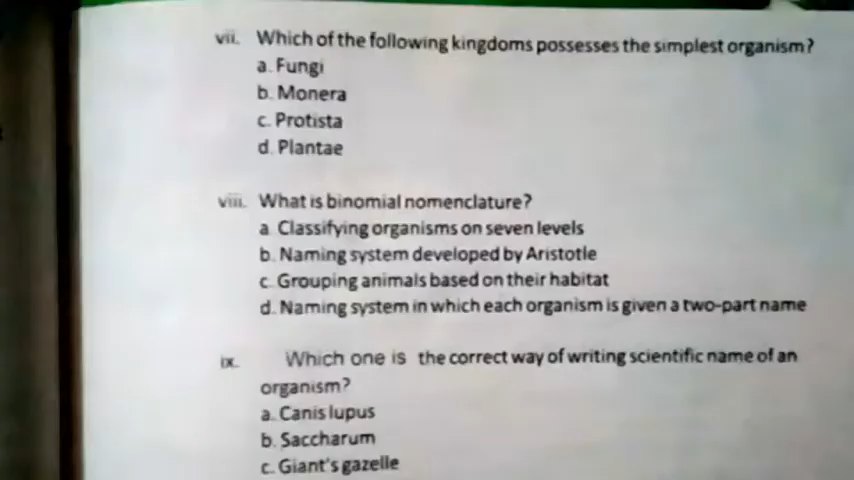 vii. Which of the following kingdoms possesses the simplest organism?
a. Fungi
b. Monera
c. Protista
d. Plantae
viii. What is binomial nomenclature?
a. Classifying organisms on seven levels
b. Naming system developed by Aristotle
c. Grouping animals based on their habitat
d. Naming system in which each organism is given a two-part name
ix. Which one is the correct way of writing scientific name of an
organism?
a. Canis lupus
b. Saccharum
c. Giant's gazelle